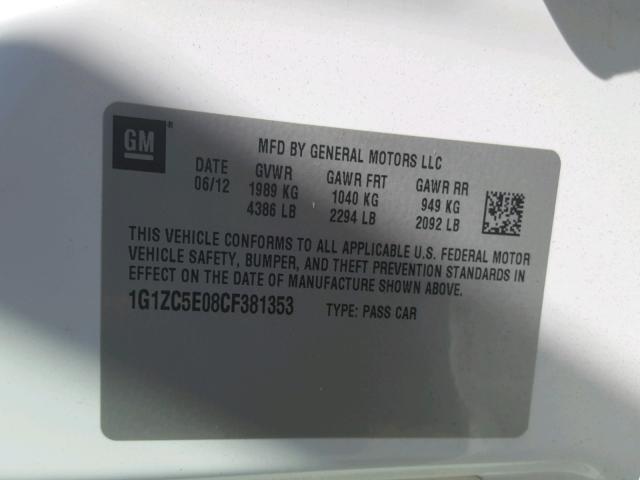 GM ®
MFD BY GENERAL MOTORS LLC
DATE GVWR GAWR FRT GAWR RR
06/12 1989 KG 1040 KG 949 KG
4386 LB 2294 LB 2092 LB
THIS VEHICLE CONFORMS TO ALL APPLICABLE U.S. FEDERAL MOTOR
VEHICLE SAFETY, BUMPER, AND THEFT PREVENTION STANDARDS IN
EFFECT ON THE DATE OF MANUFACTURE SHOWN ABOVE.
1G1ZC5E08CF381353 TYPE: PASS CAR